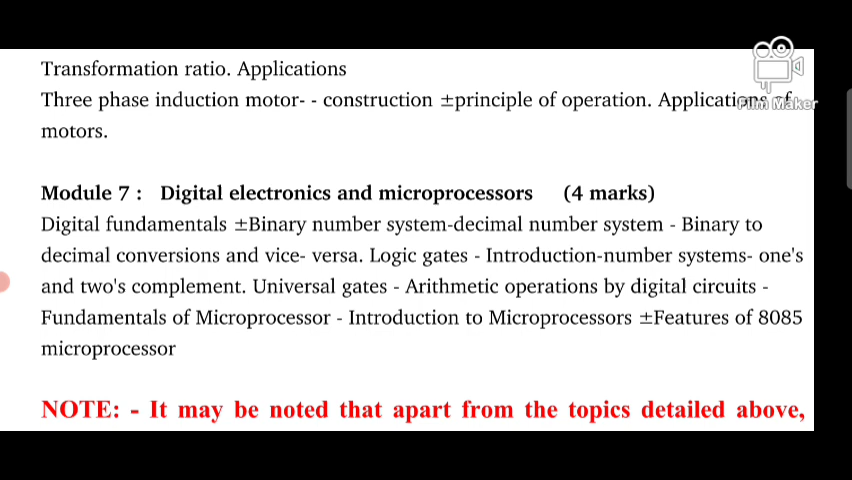 Transformation ratio. Applications
Three phase induction motor- - construction ±principle of operation. Applications of
motors.
Film Maker
Module 7 : Digital electronics and microprocessors (4 marks)
Digital fundamentals ±Binary number system-decimal number system - Binary to
decimal conversions and vice- versa. Logic gates - Introduction-number systems- one's
and two's complement. Universal gates - Arithmetic operations by digital circuits -
Fundamentals of Microprocessor - Introduction to Microprocessors ±Features of 8085
microprocessor
NOTE: - It may be noted that apart from the topics detailed above,